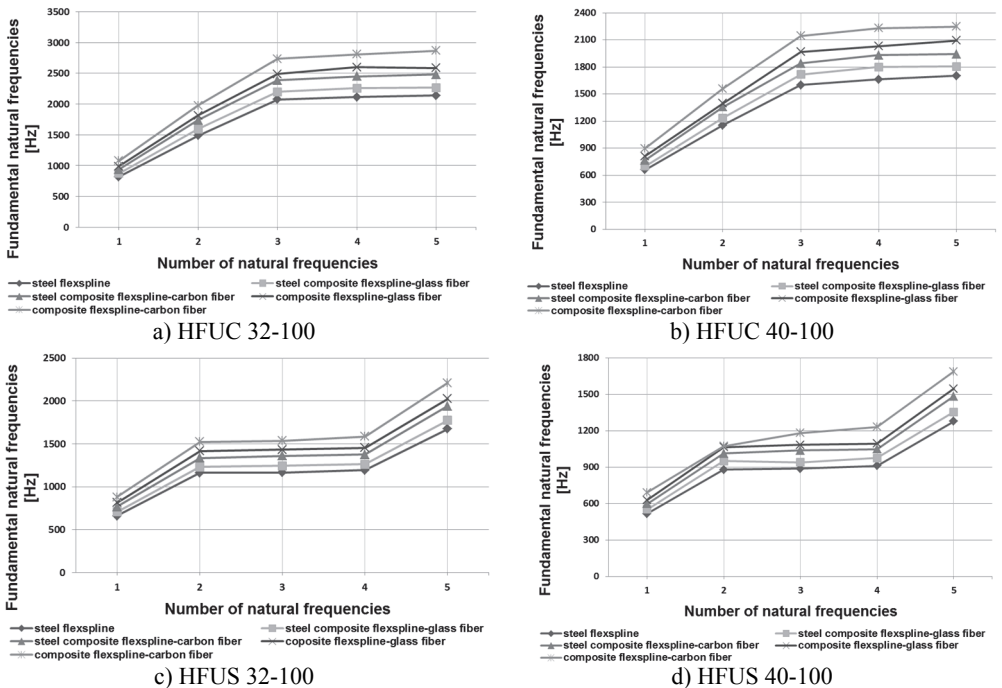 Fundamental natural frequencies
[Hz]
3500
3000
2500
2000
1500
1000
500
0
1 2 3 4 5
Number of natural frequencies
steel flexspline
steel composite flexspline-glass fiber
steel composite flexspline-carbon fiber
composite flexspline-glass fiber
composite flexspline-carbon fiber
a) HFUC 32-100
Fundamental natural frequencies
[Hz]
2400
2100
1800
1500
1200
900
600
300
0
1 2 3 4 5
Number of natural frequencies
steel flexspline
steel composite flexspline-glass fiber
steel composite flexspline-carbon fiber
composite flexspline-glass fiber
composite flexspline-carbon fiber
b) HFUC 40-100
Fundamental natural frequencies
[Hz]
2500
2000
1500
1000
500
0
1 2 3 4 5
Number of natural frequencies
steel flexspline
steel composite flexspline-glass fiber
steel composite flexspline-carbon fiber
coposite flexspline-glass fiber
composite flexspline-carbon fiber
c) HFUS 32-100
Fundamental natural frequencies
[Hz]
1800
1500
1200
900
600
300
0
1 2 3 4 5
Number of natural frequencies
steel flexspline
steel composite flexspline-glass fiber
steel composite flexspline-carbon fiber
composite flexspline-glass fiber
composite flexspline-carbon fiber
d) HFUS 40-100